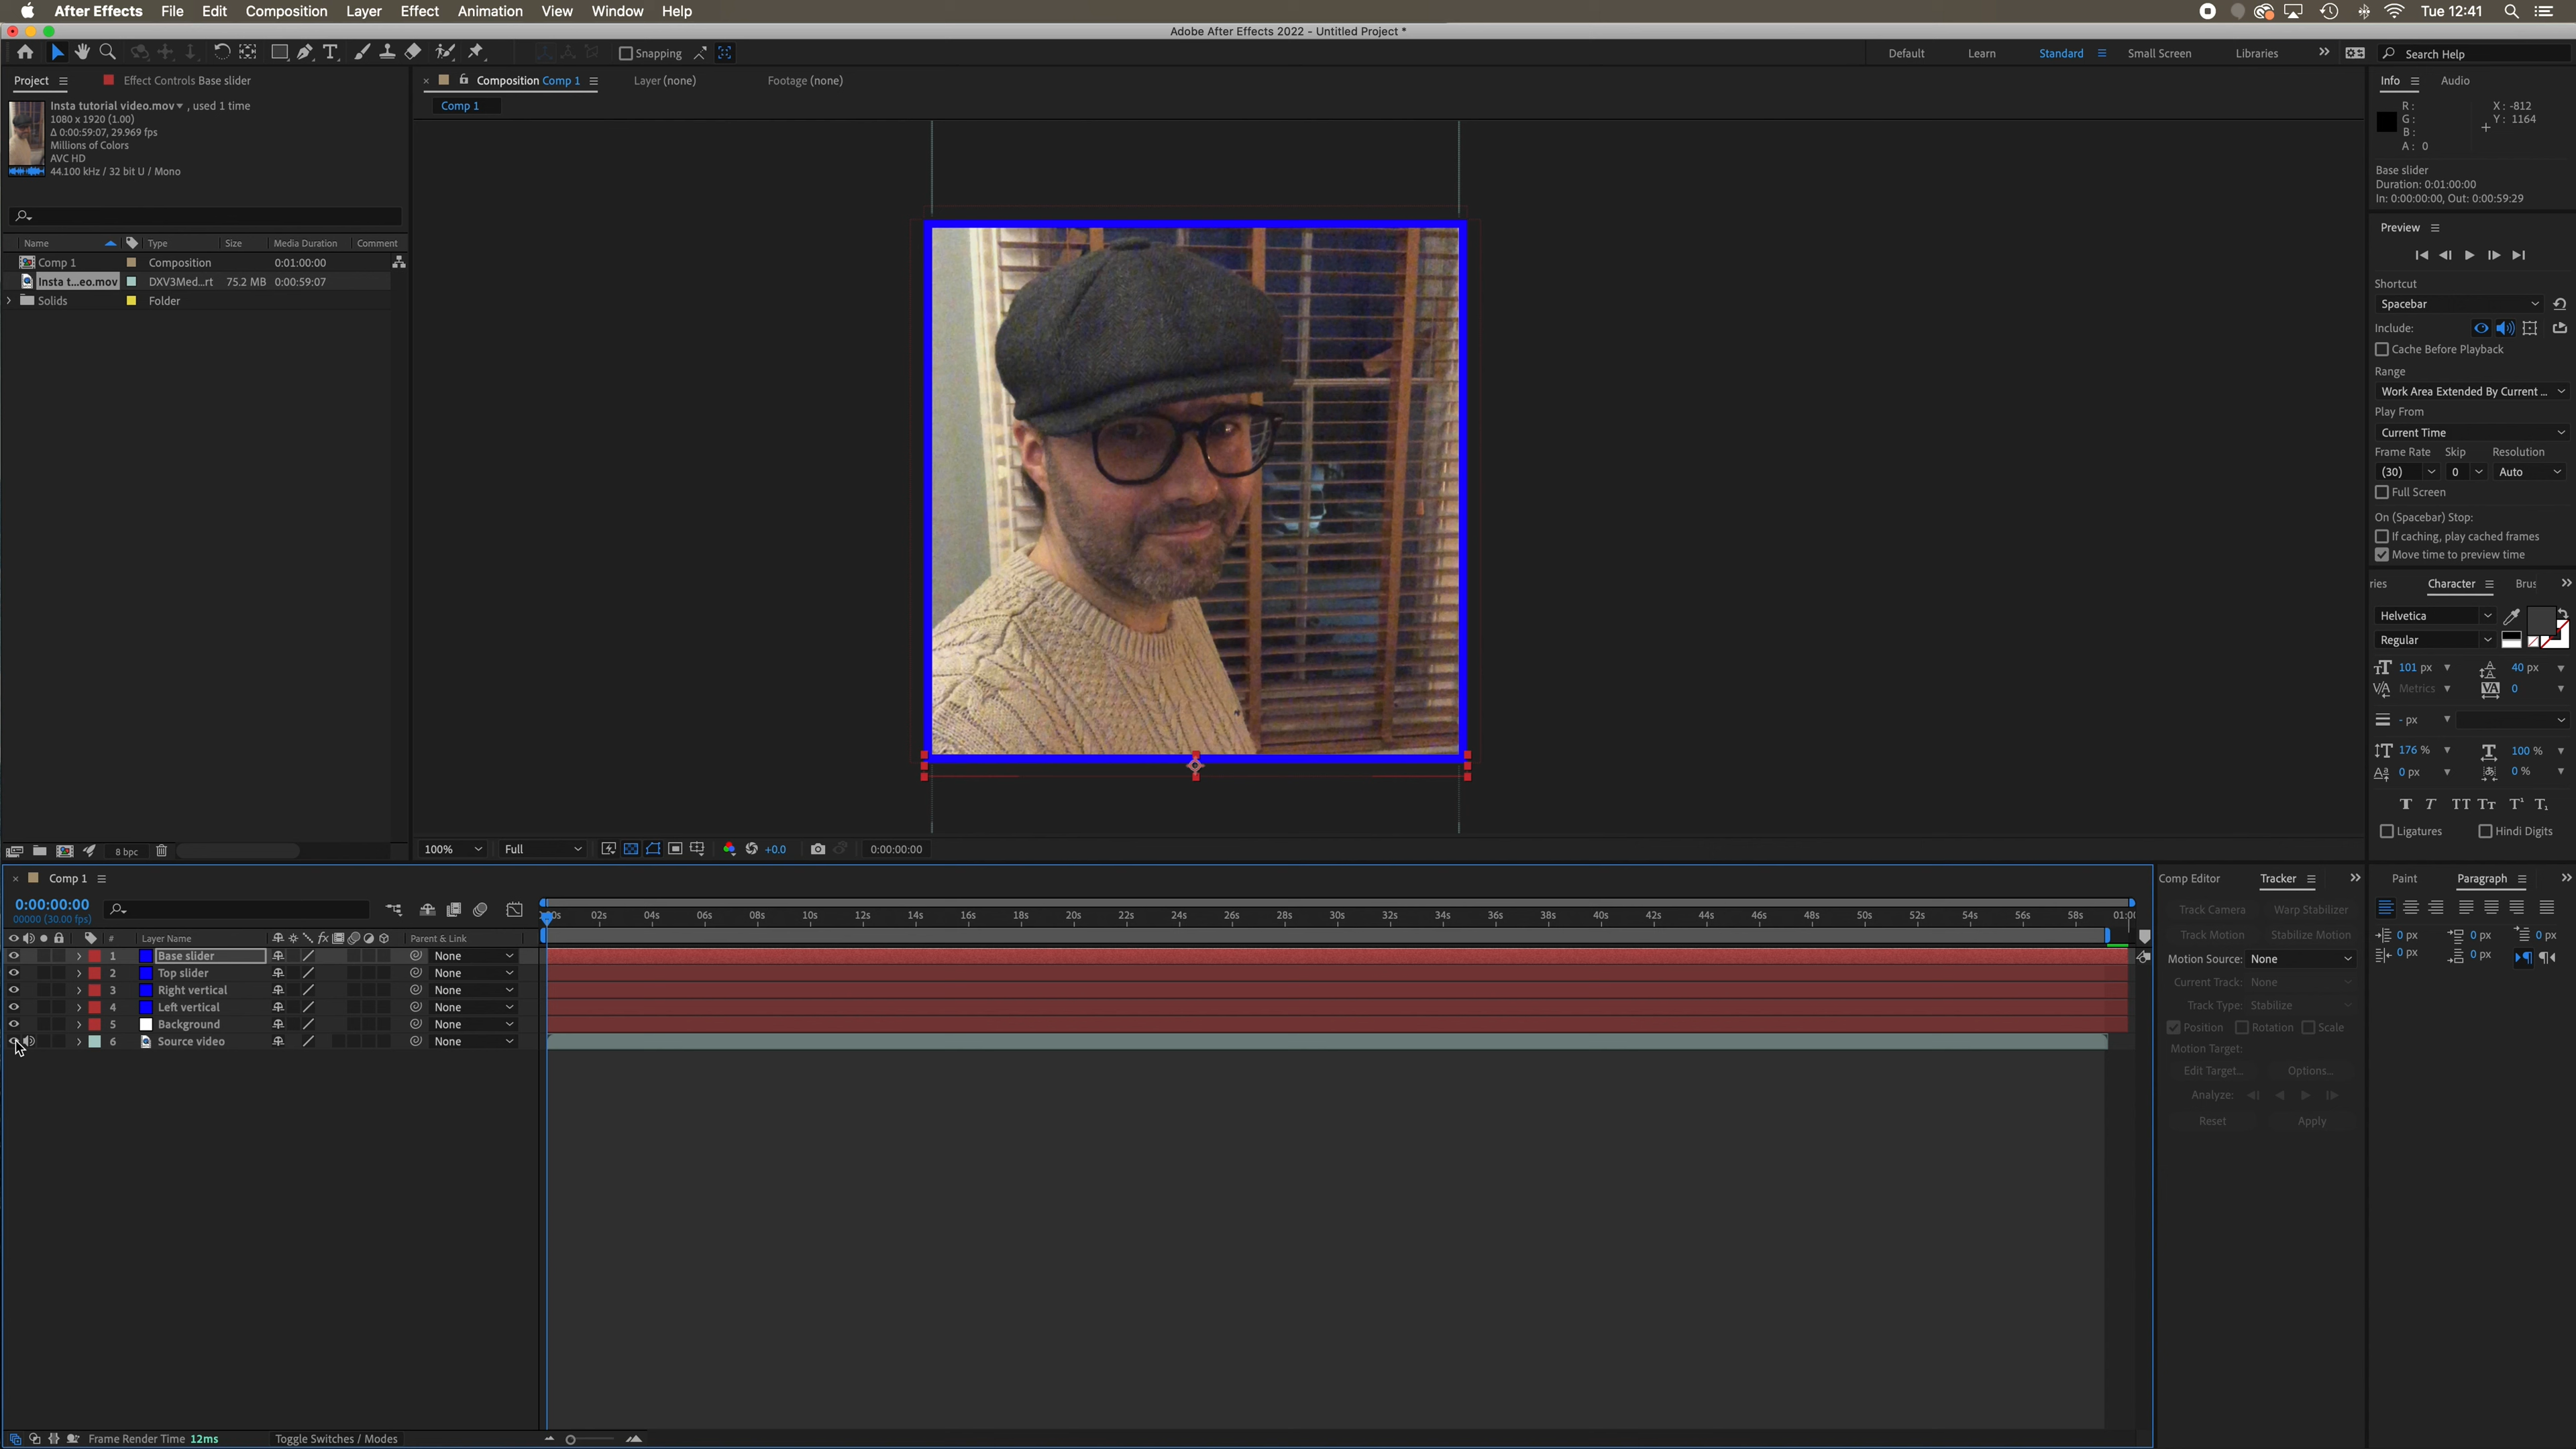 After Effects File Edit Composition Layer Effect Animation View Window Help Tue 12:41
Adobe After Effects 2022 - Untitled Project *
Snapping Default Learn Standard Small Screen Libraries Search Help
Project Effect Controls Base slider
Composition Comp 1 Layer (none) Footage (none)
Comp 1
Insta tutorial video.mov , used 1 time
1080 x 1920 (1.00)
Δ 0:00:59:07, 29.969 fps
Millions of Colors
AVC HD
44.100 kHz / 32 bit U / Mono
Name Type Size Media Duration Comment
Comp 1 Composition 0:01:00:00
Insta t...eo.mov DXV3Med...rt 75.2 MB 0:00:59:07
Solids Folder
8 bpc
100% Full +0.0 0:00:00:00
Info Audio
R: X: -812
G: Y: 1164
B:
A: 0
Base slider
Duration: 0:01:00:00
In: 0:00:00:00, Out: 0:00:59:29
Preview
Shortcut
Spacebar
Include:
Cache Before Playback
Range
Work Area Extended By Current ...
Play From
Current Time
Frame Rate Skip Resolution
(30) 0 Auto
Full Screen
On (Spacebar) Stop:
If caching, play cached frames
Move time to preview time
ries Character Brus
Helvetica
Regular
101 px 40 px
Metrics 0
- px
176 % 100 %
0 px 0 %
T T TT Tт T¹ T₁
Ligatures Hindi Digits
Comp 1
0:00:00:00
00000 (30.00 fps)
02s 04s 06s 08s 10s 12s 14s 16s 18s 20s 22s 24s 26s 28s 30s 32s 34s 36s 38s 40s 42s 44s 46s 48s 50s 52s 54s 56s 58s 01:00
# Layer Name fx Parent & Link
1 Base slider None
2 Top slider None
3 Right vertical None
4 Left vertical None
5 Background None
6 Source video None
Frame Render Time 12ms Toggle Switches / Modes
Comp Editor Tracker
Track Camera Warp Stabilizer
Track Motion Stabilize Motion
Motion Source: None
Current Track: None
Track Type: Stabilize
Position Rotation Scale
Motion Target:
Edit Target... Options...
Analyze:
Reset Apply
Paint Paragraph
0 px 0 px 0 px
0 px 0 px